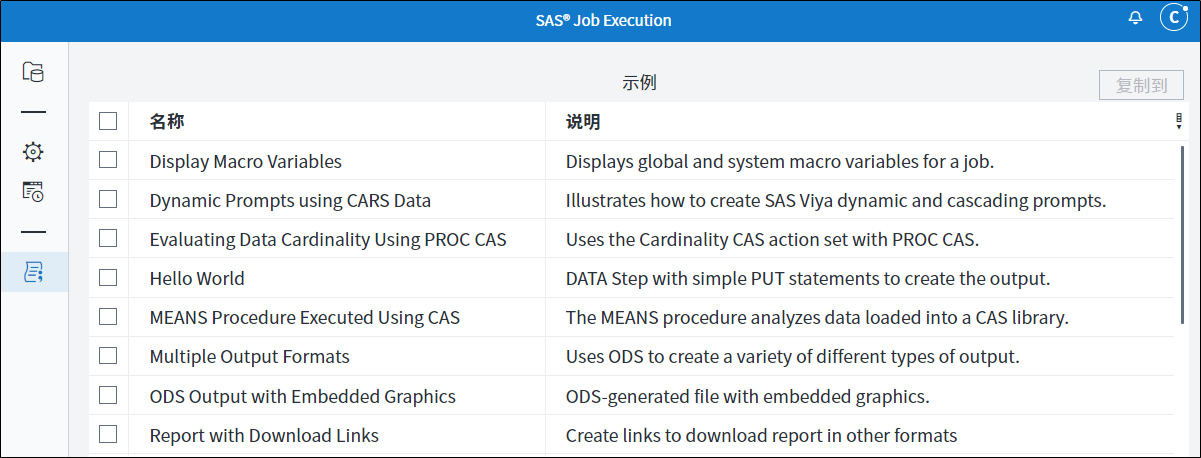 SAS® Job Execution
C
示例
复制到
名称 说明
Display Macro Variables Displays global and system macro variables for a job.
Dynamic Prompts using CARS Data Illustrates how to create SAS Viya dynamic and cascading prompts.
Evaluating Data Cardinality Using PROC CAS Uses the Cardinality CAS action set with PROC CAS.
Hello World DATA Step with simple PUT statements to create the output.
MEANS Procedure Executed Using CAS The MEANS procedure analyzes data loaded into a CAS library.
Multiple Output Formats Uses ODS to create a variety of different types of output.
ODS Output with Embedded Graphics ODS-generated file with embedded graphics.
Report with Download Links Create links to download report in other formats